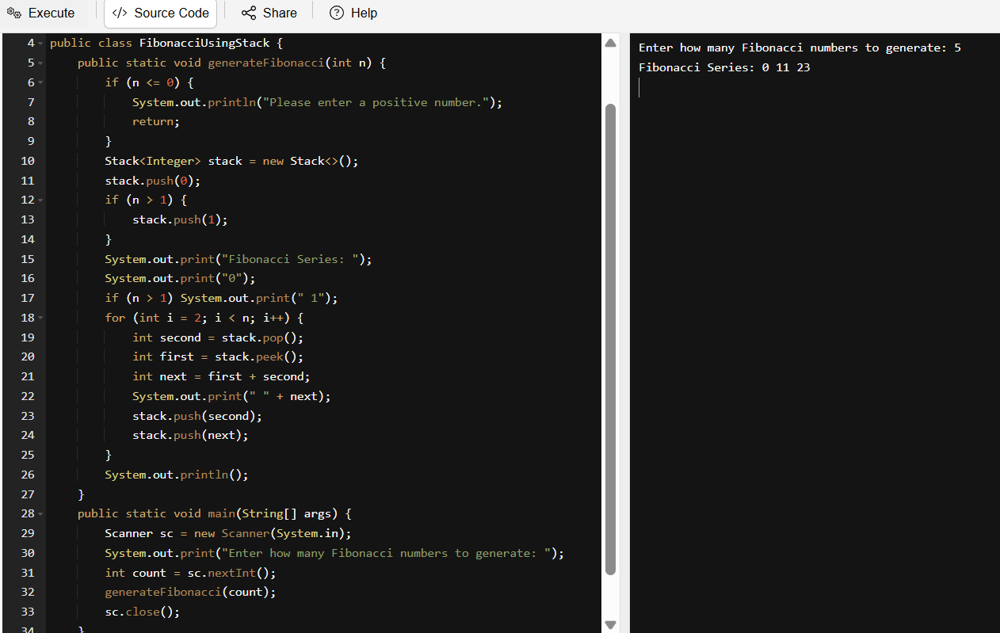 Execute
</> Source Code
Share
? Help
4 public class FibonacciUsingStack {
5 public static void generateFibonacci(int n) {
6 if (n <= 0) {
7 System.out.println("Please enter a positive number.");
8 return;
9 }
10 Stack<Integer> stack = new Stack<>();
11 stack.push(0);
12 if (n > 1) {
13 stack.push(1);
14 }
15 System.out.print("Fibonacci Series: ");
16 System.out.print("0");
17 if (n > 1) System.out.print(" 1");
18 for (int i = 2; i < n; i++) {
19 int second = stack.pop();
20 int first = stack.peek();
21 int next = first + second;
22 System.out.print(" " + next);
23 stack.push(second);
24 stack.push(next);
25 }
26 System.out.println();
27 }
28 public static void main(String[] args) {
29 Scanner sc = new Scanner(System.in);
30 System.out.print("Enter how many Fibonacci numbers to generate: ");
31 int count = sc.nextInt();
32 generateFibonacci(count);
33 sc.close();
34 }
Enter how many Fibonacci numbers to generate: 5
Fibonacci Series: 0 11 23